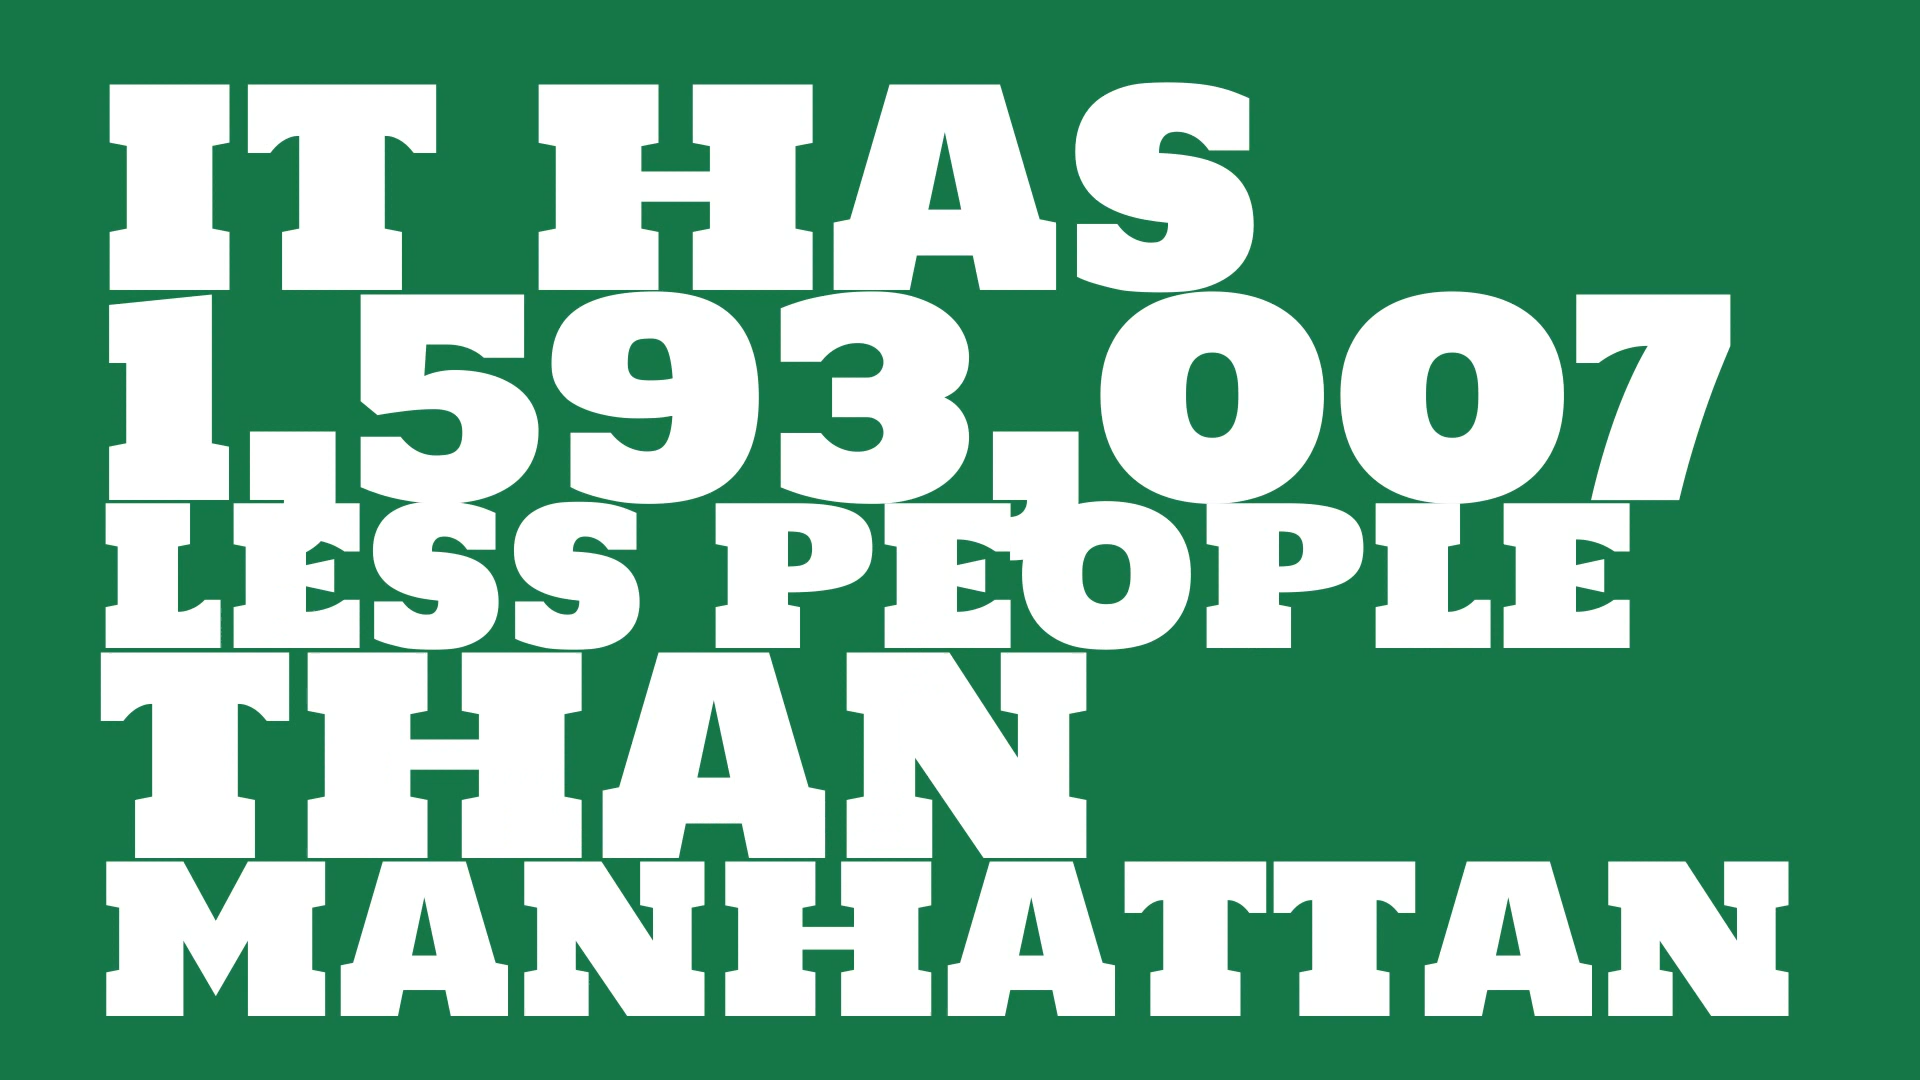 IT HAS
1,593,007
LESS PEOPLE
THAN
MANHATTAN